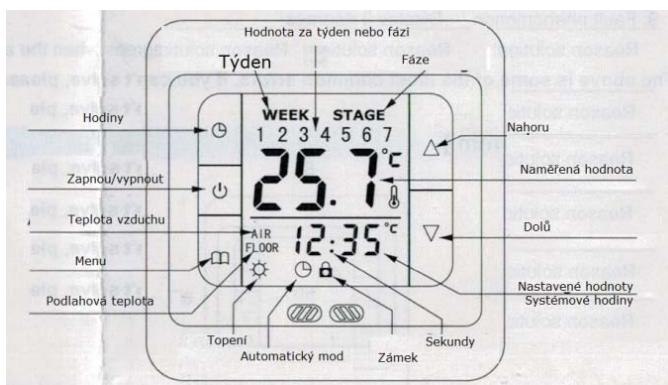 Hodnota za týden nebo fází
Týden
Fáze
Hodiny
WEEK STAGE
Nahoru
1 2 3 4 5 6 7
25.7 °c
Naměřená hodnota
Zapnou/vypnout
Teplota vzduchu
AIR
FLOOR
12:35 °c
Dolů
Menu
Podlahová teplota
Nastavené hodnoty
Systémové hodiny
Topení
Automatický mod
Zámek
Sekundy